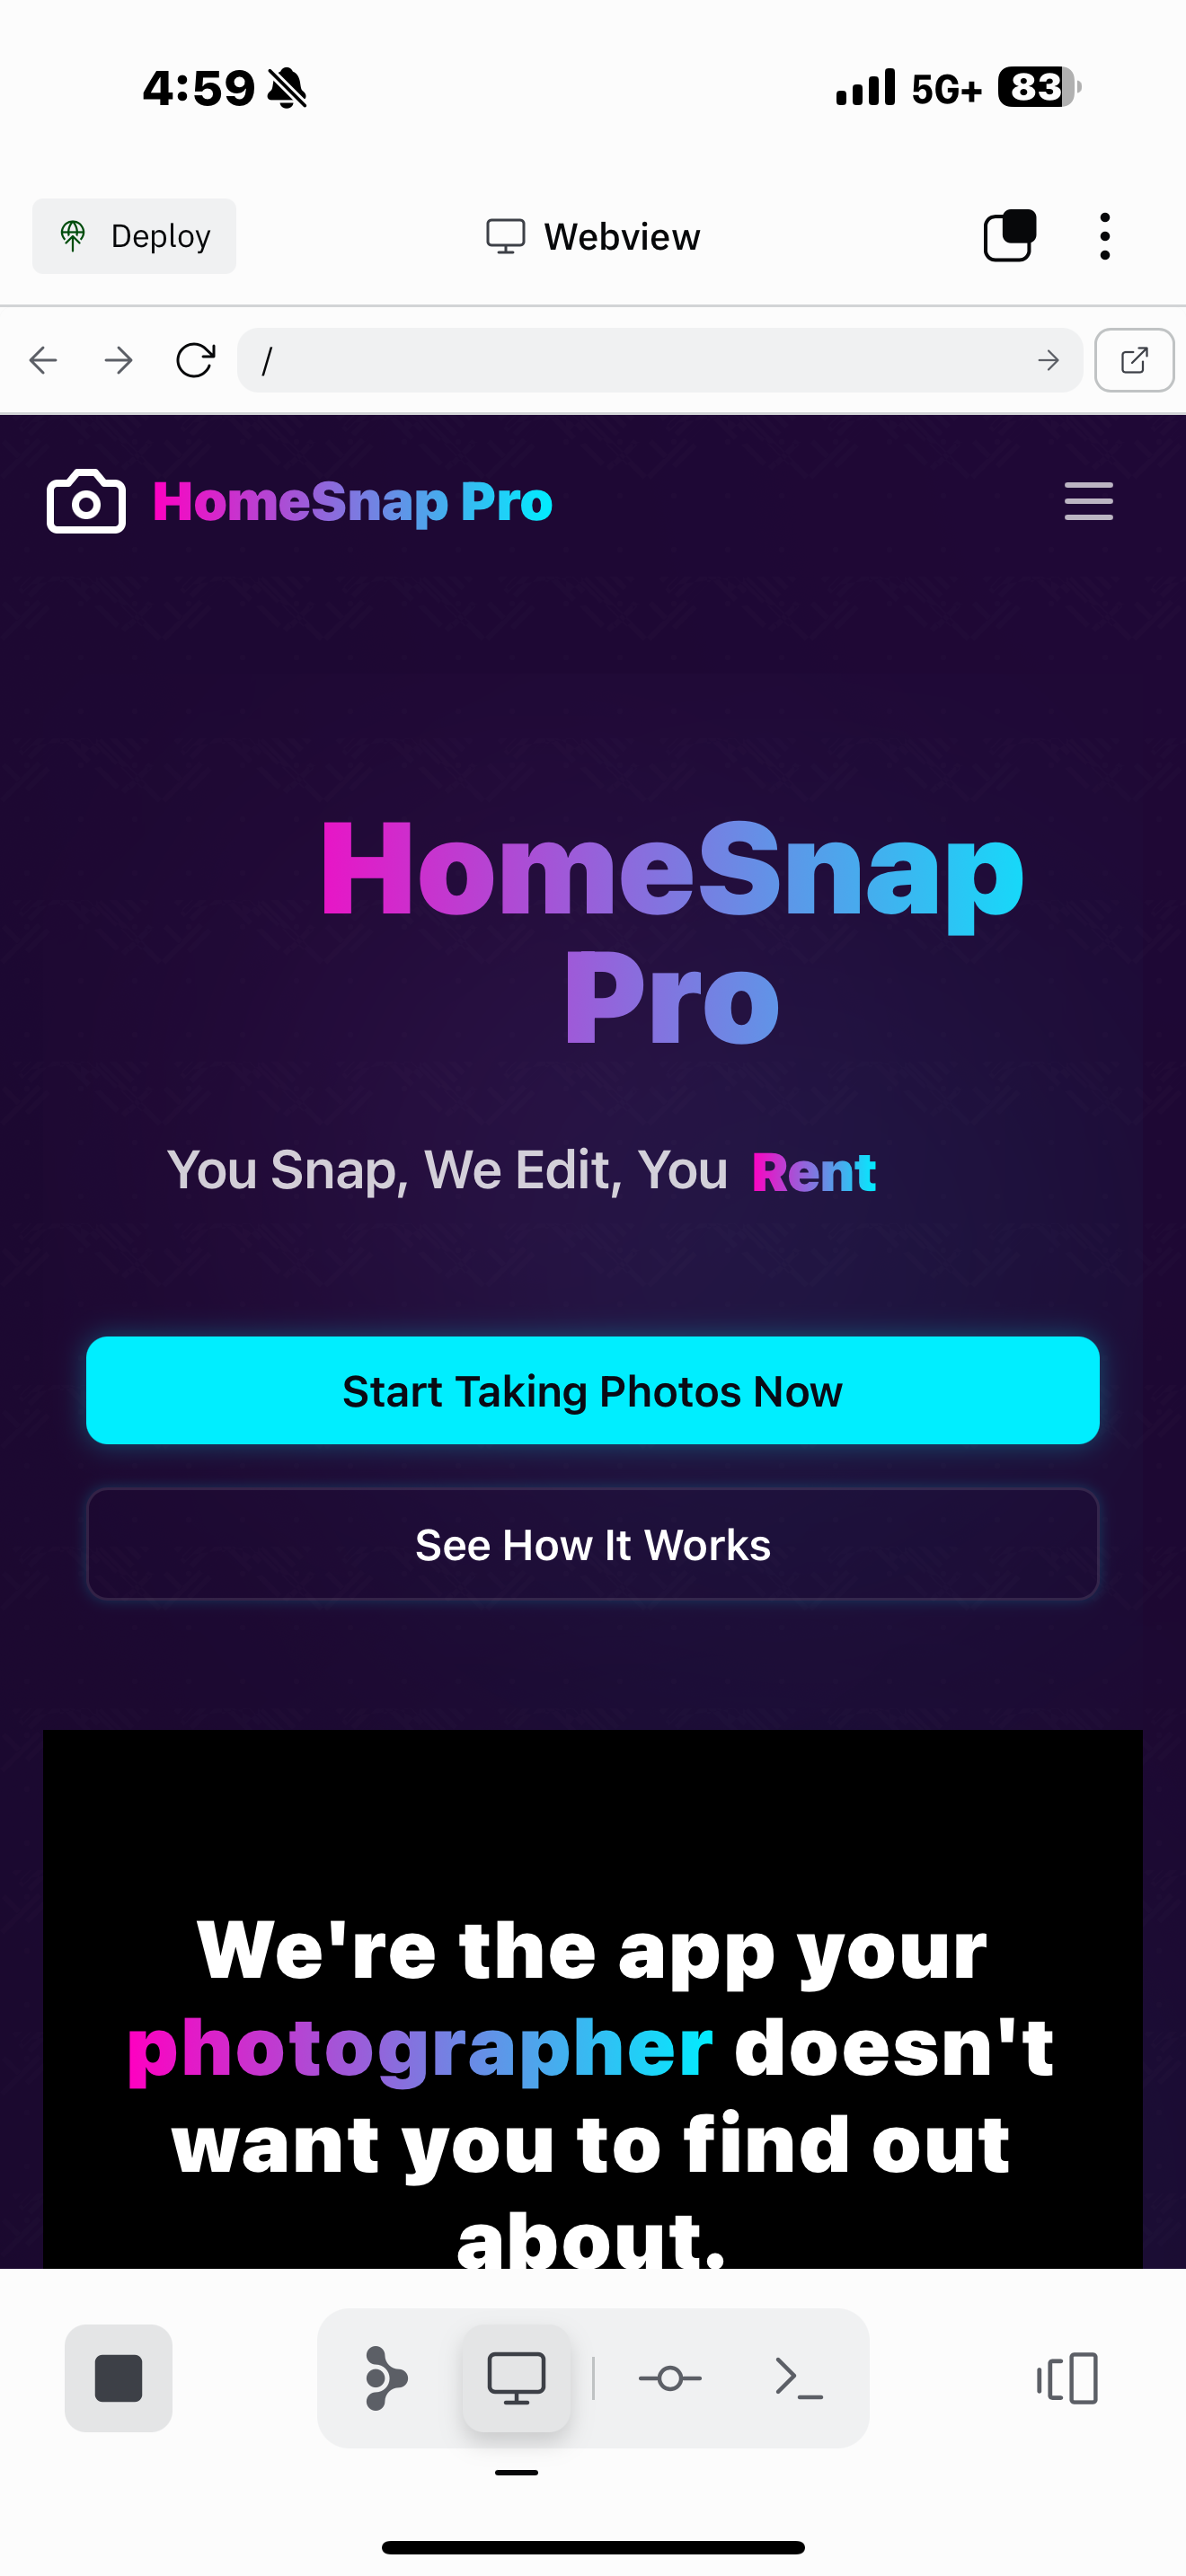 4:59 5G+ 83
Deploy Webview
/
HomeSnap Pro
HomeSnap
Pro
You Snap, We Edit, You Rent
Start Taking Photos Now
See How It Works
We're the app your
photographer doesn't
want you to find out
about.